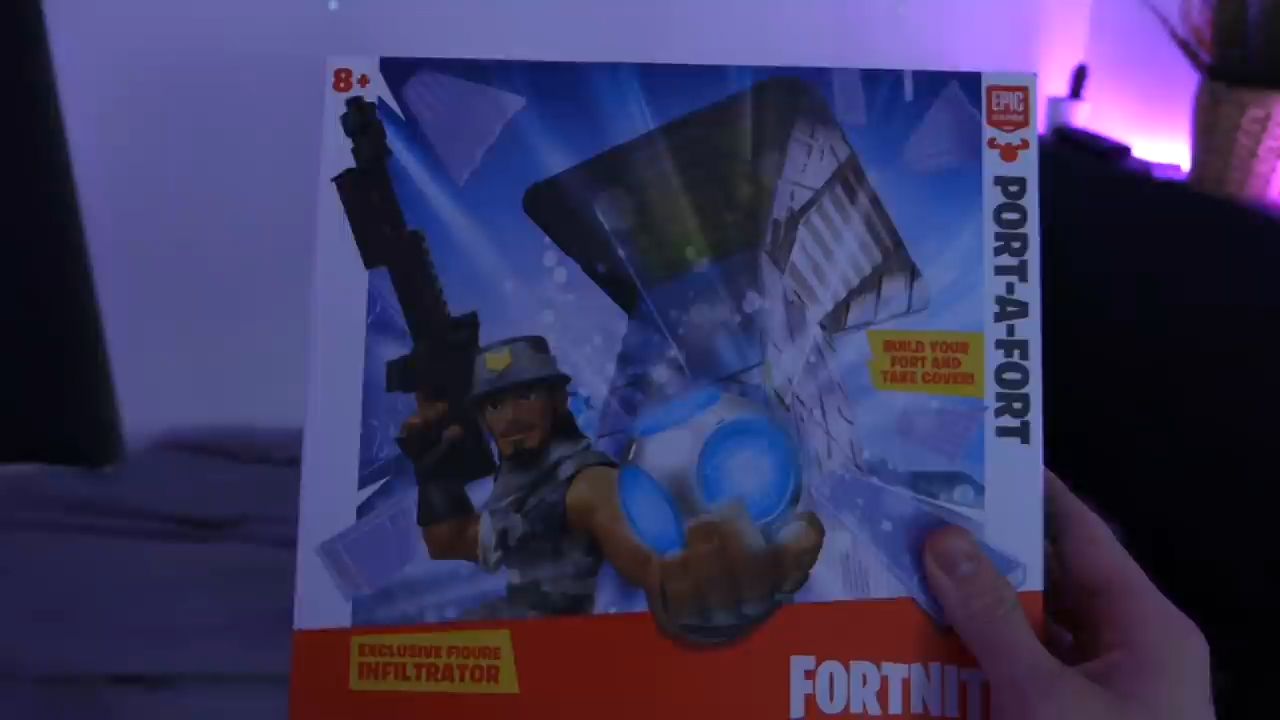 8+
EPIC
PORT-A-FORT
BUILD YOUR
FORT AND
TAKE COVER!
EXCLUSIVE FIGURE
INFILTRATOR
FORTNIT